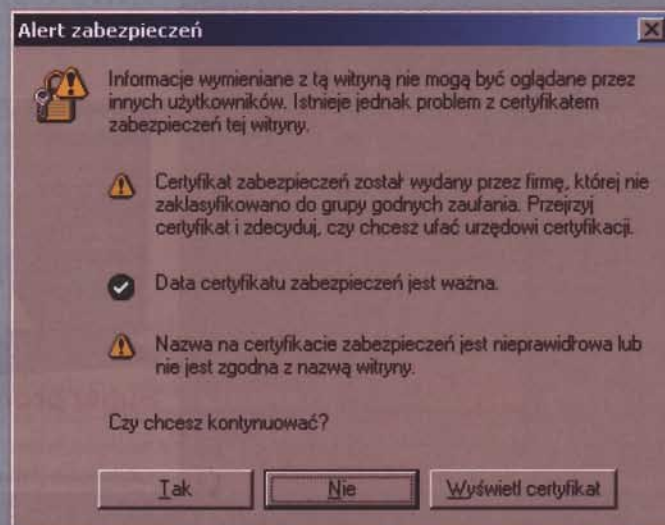 Alert zabezpieczeń
Informacje wymieniane z tą witryną nie mogą być oglądane przez
innych użytkowników. Istnieje jednak problem z certyfikatem
zabezpieczeń tej witryny.
Certyfikat zabezpieczeń został wydany przez firmę, której nie
zaklasyfikowano do grupy godnych zaufania. Przejrzyj
certyfikat i zdecyduj, czy chcesz ufać urzędowi certyfikacji.
Data certyfikatu zabezpieczeń jest ważna.
Nazwa na certyfikacie zabezpieczeń jest nieprawidłowa lub
nie jest zgodna z nazwą witryny.
Czy chcesz kontynuować?
Tak Nie Wyświetl certyfikat